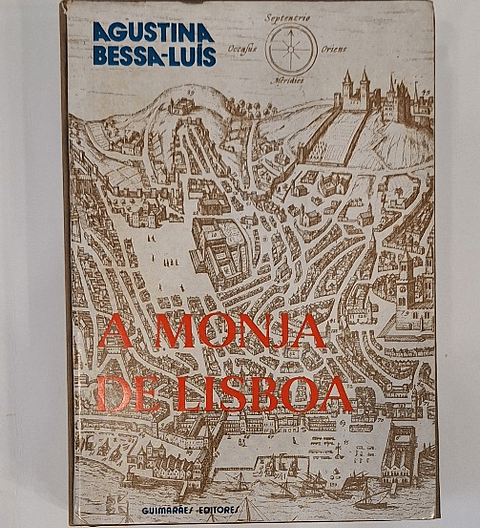 AGUSTINA
BESSA-LUÍS
Septentrio
Occasus
Oriens
Meridies
A MONJA
DE LISBOA
GUIMARÃES-EDITORES